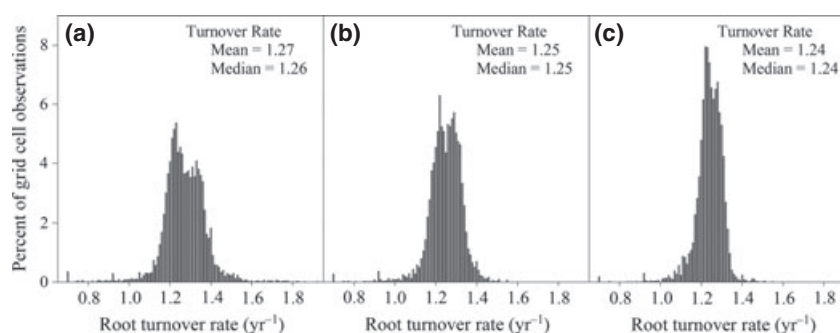 (a)
Turnover Rate
Mean = 1.27
Median = 1.26
(b)
Turnover Rate
Mean = 1.25
Median = 1.25
(c)
Turnover Rate
Mean = 1.24
Median = 1.24
Percent of grid cell observations
8
6
4
2
0
0.8 1.0 1.2 1.4 1.6 1.8
0.8 1.0 1.2 1.4 1.6 1.8
0.8 1.0 1.2 1.4 1.6 1.8
Root turnover rate (yr⁻¹)
Root turnover rate (yr⁻¹)
Root turnover rate (yr⁻¹)